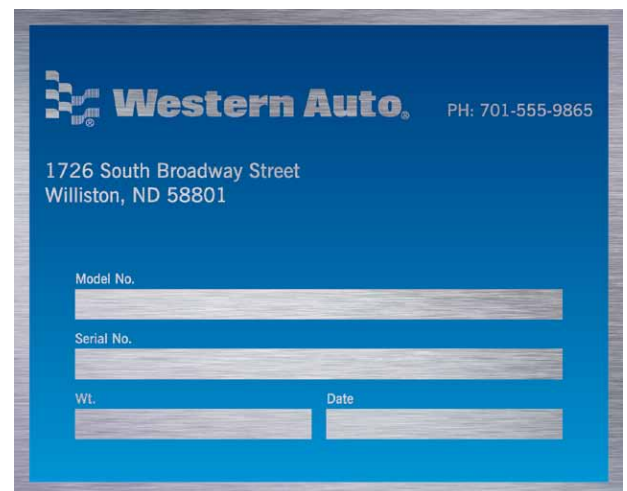 Western Auto®
PH: 701-555-9865
1726 South Broadway Street
Williston, ND 58801
Model No.
Serial No.
Wt.
Date